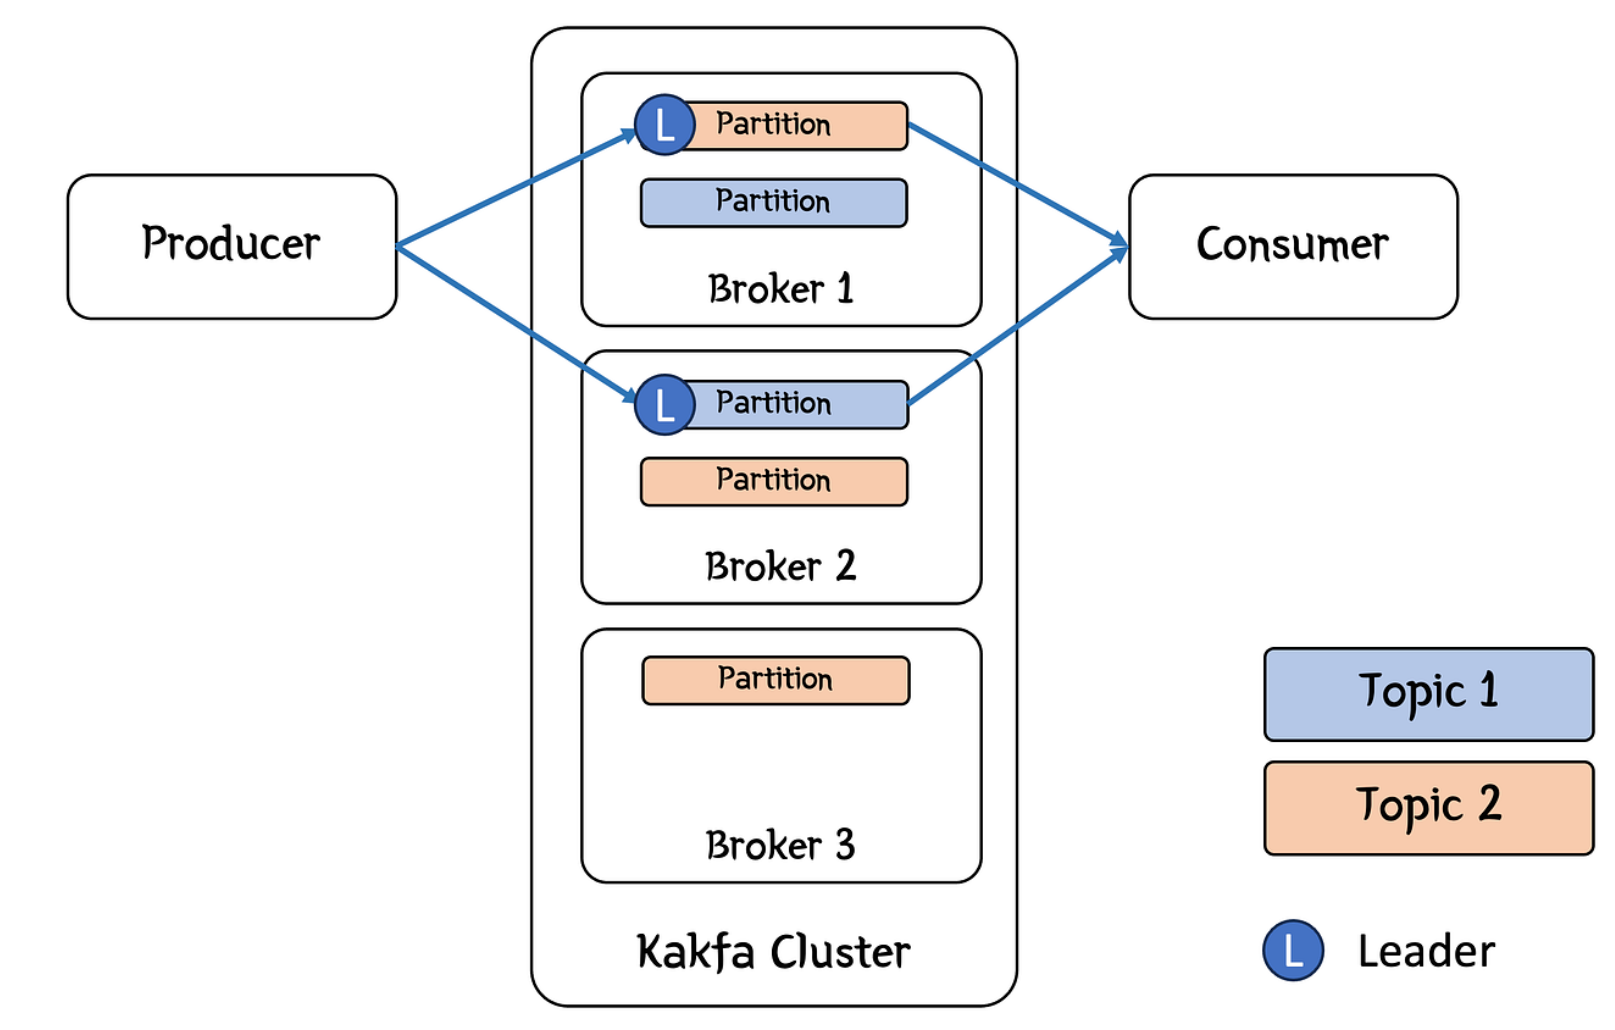 Producer
L
Partition
Partition
Broker 1
L
Partition
Partition
Broker 2
Partition
Broker 3
Kakfa Cluster
Consumer
Topic 1
Topic 2
L
Leader